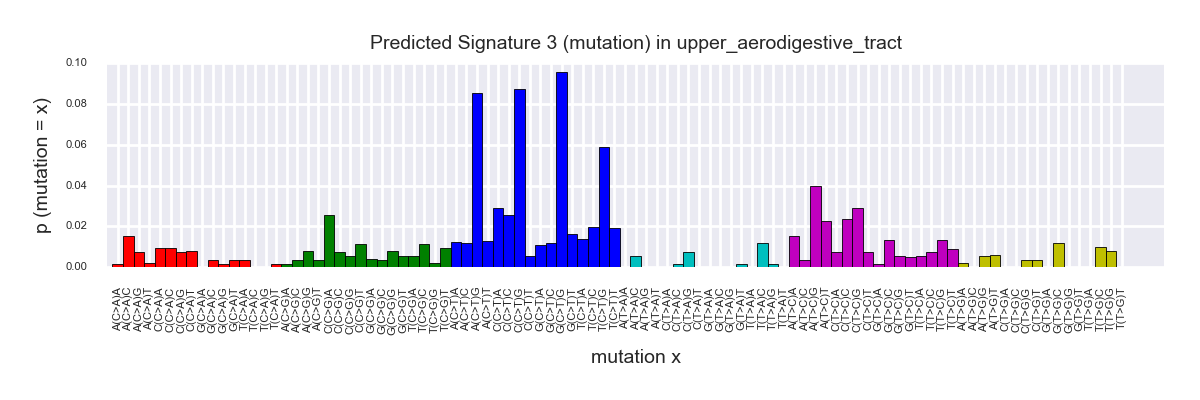 Predicted Signature 3 (mutation) in upper_aerodigestive_tract
p (mutation = x)
0.10
0.08
0.06
0.04
0.02
0.00
A(C>A)A
A(C>A)C
A(C>A)G
A(C>A)T
C(C>A)A
C(C>A)C
C(C>A)G
C(C>A)T
G(C>A)A
G(C>A)C
G(C>A)G
G(C>A)T
T(C>A)A
T(C>A)C
T(C>A)G
T(C>A)T
A(C>G)A
A(C>G)C
A(C>G)G
A(C>G)T
C(C>G)A
C(C>G)C
C(C>G)G
C(C>G)T
G(C>G)A
G(C>G)C
G(C>G)G
G(C>G)T
T(C>G)A
T(C>G)C
T(C>G)G
T(C>G)T
A(C>T)A
A(C>T)C
A(C>T)G
A(C>T)T
C(C>T)A
C(C>T)C
C(C>T)G
C(C>T)T
G(C>T)A
G(C>T)C
G(C>T)G
G(C>T)T
T(C>T)A
T(C>T)C
T(C>T)G
T(C>T)T
A(T>A)A
A(T>A)C
A(T>A)G
A(T>A)T
C(T>A)A
C(T>A)C
C(T>A)G
C(T>A)T
G(T>A)A
G(T>A)C
G(T>A)G
G(T>A)T
T(T>A)A
T(T>A)C
T(T>A)G
T(T>A)T
A(T>C)A
A(T>C)C
A(T>C)G
A(T>C)T
C(T>C)A
C(T>C)C
C(T>C)G
C(T>C)T
G(T>C)A
G(T>C)C
G(T>C)G
G(T>C)T
T(T>C)A
T(T>C)C
T(T>C)G
T(T>C)T
A(T>G)A
A(T>G)C
A(T>G)G
A(T>G)T
C(T>G)A
C(T>G)C
C(T>G)G
C(T>G)T
G(T>G)A
G(T>G)C
G(T>G)G
G(T>G)T
T(T>G)A
T(T>G)C
T(T>G)G
T(T>G)T
mutation x